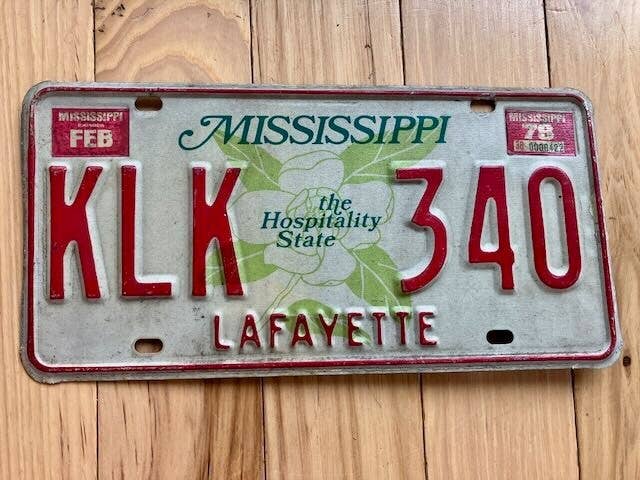 MISSISSIPPI
FEB
MISSISSIPPI
MISSISSIPPI
78
KLK 340
the
Hospitality
State
LAFAYETTE